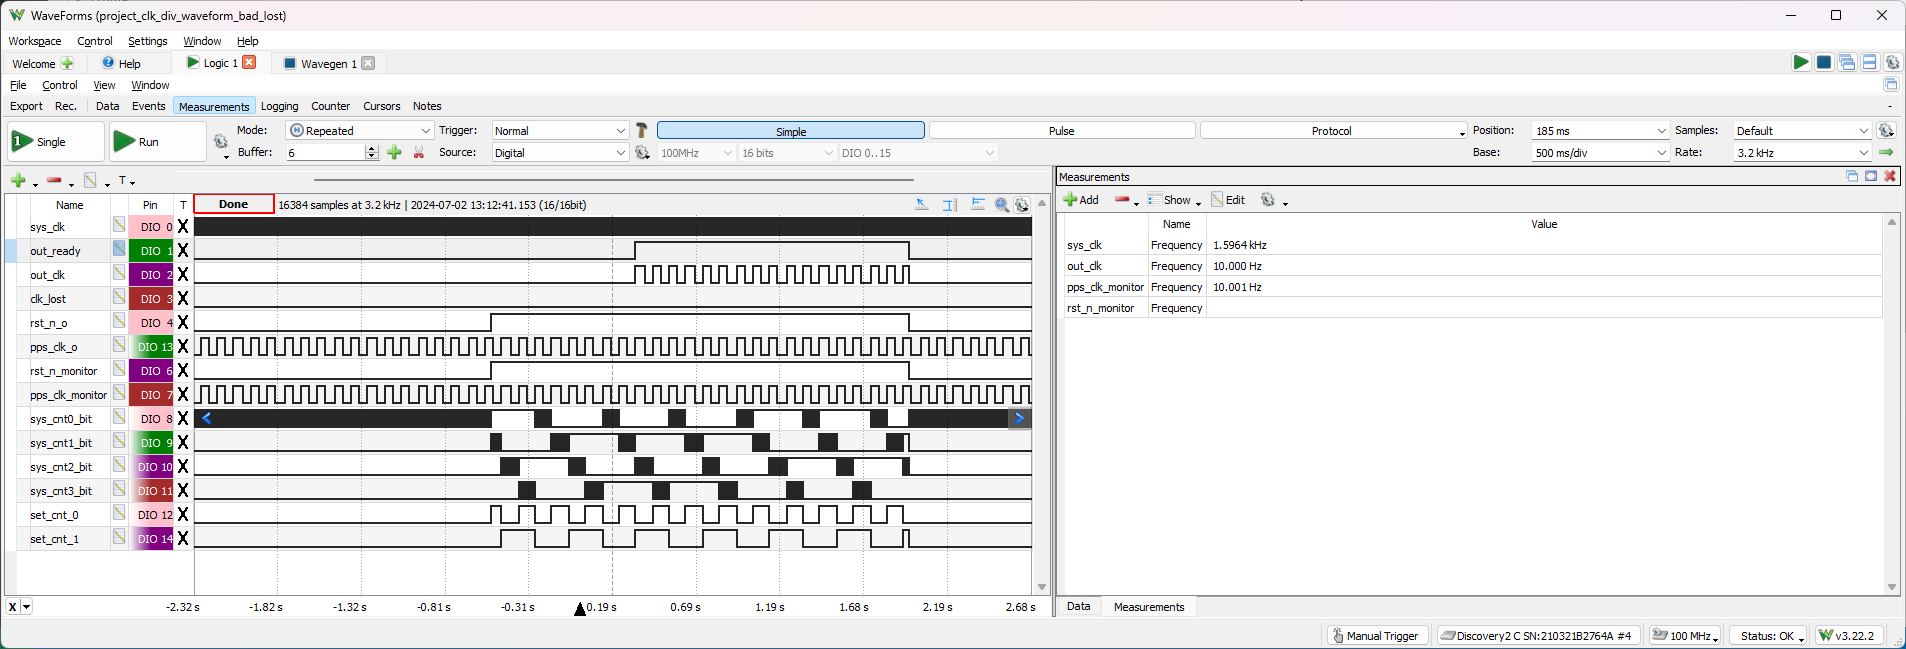 WaveForms (project_clk_div_waveform_bad_lost)
Workspace Control Settings Window Help
Welcome Help Logic 1 Wavegen 1
File Control View Window
Export Rec. Data Events Measurements Logging Counter Cursors Notes
1 Single Run Mode: Repeated Trigger: Normal Simple Pulse Protocol Position: 185 ms Samples: Default
Buffer: 6 Source: Digital 100MHz 16 bits DIO 0..15 Base: 500 ms/div Rate: 3.2 kHz
T
Name Pin T Done 16384 samples at 3.2 kHz | 2024-07-02 13:12:41.153 (16/16bit)
sys_clk DIO 0 X
out_ready DIO 1 X
out_clk DIO 2 X
clk_lost DIO 3 X
rst_n_o DIO 4 X
pps_clk_o DIO 13 X
rst_n_monitor DIO 6 X
pps_clk_monitor DIO 7 X
sys_cnt0_bit DIO 8 X
sys_cnt1_bit DIO 9 X
sys_cnt2_bit DIO 10 X
sys_cnt3_bit DIO 11 X
set_cnt_0 DIO 12 X
set_cnt_1 DIO 14 X
X -2.32 s -1.82 s -1.32 s -0.81 s -0.31 s 0.19 s 0.69 s 1.19 s 1.68 s 2.19 s 2.68 s
Measurements
Add Show Edit
Name Value
sys_clk Frequency 1.5964 kHz
out_clk Frequency 10.000 Hz
pps_clk_monitor Frequency 10.001 Hz
rst_n_monitor Frequency
Data Measurements
Manual Trigger Discovery2 C SN:210321B2764A #4 100 MHz Status: OK v3.22.2